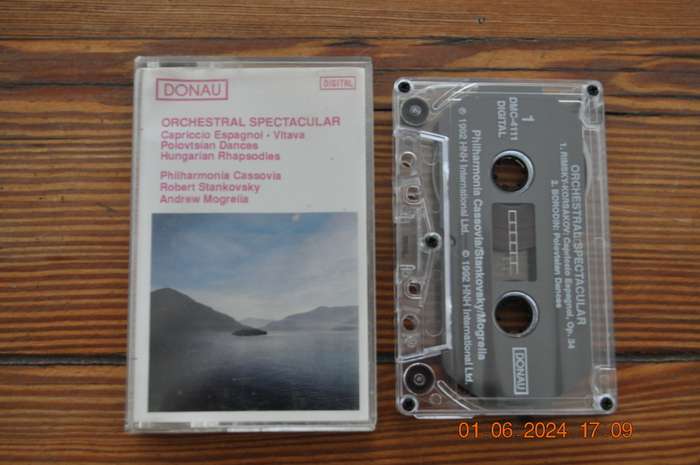 DONAU
DIGITAL
ORCHESTRAL SPECTACULAR
Capriccio Espagnol · Vltava
Polovtsian Dances
Hungarian Rhapsodies
Philharmonia Cassovia
Robert Stankovsky
Andrew Mogrelia
ORCHESTRAL SPECTACULAR
1. RIMSKY-KORSAKOV: Capriccio Espagnol, Op. 34
2. BORODIN: Polovtsian Dances
1
DMC-4111
DIGITAL
DONAU
Philharmonia Cassovia/Stankovsky/Mogrelia
℗ 1992 HNH International Ltd. © 1992 HNH International Ltd.
01 06 2024 17 09